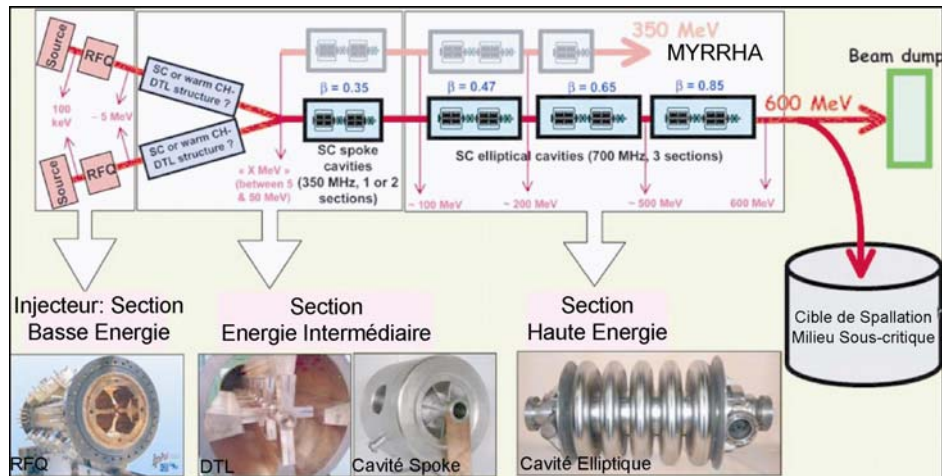 Source
RFQ
SC or warm CH-
DTL structure ?
100
keV
~ 5 MeV
Source
RFQ
SC or warm CH-
DTL structure ?
350 MeV
MYRRHA
β = 0.35
β = 0.47
β = 0.65
β = 0.85
600 MeV
Beam dump
SC spoke
cavities
(350 MHz, 1 or 2
sections)
SC elliptical cavities (700 MHz, 3 sections)
« X MeV »
(between 5
& 50 MeV)
~ 100 MeV
~ 200 MeV
~ 500 MeV
600 MeV
Injecteur: Section
Basse Energie
Section
Energie Intermédiaire
Section
Haute Energie
Cible de Spallation
Milieu Sous-critique
RFQ
DTL
Cavité Spoke
Cavité Elliptique